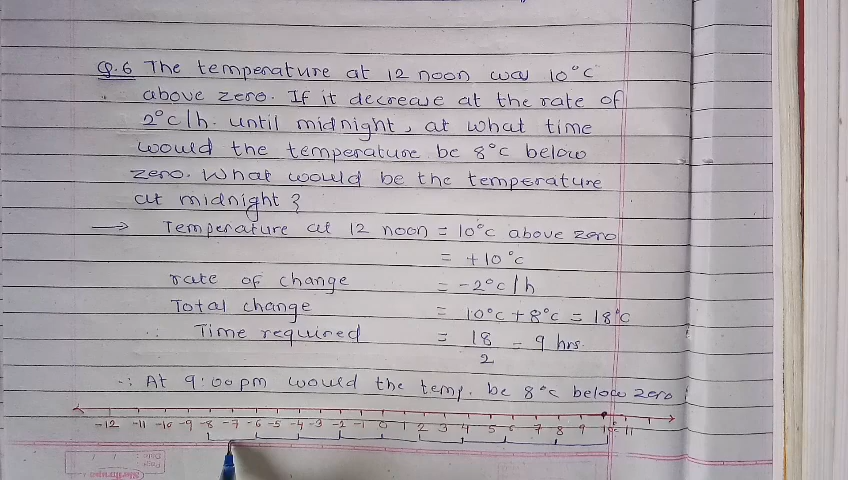 Q.6 The temperature at 12 noon was 10°C
above zero. If it decrease at the rate of
2°C/h. until midnight, at what time
would the temperature be 8°C below
zero. What would be the temperature
at midnight?
→ Temperature at 12 noon = 10°C above zero
= +10°C
rate of change = -2°C/h
Total change = 10°C + 8°C = 18°C
∴ Time required = 18/2 = 9 hrs.
∴ At 9:00pm would the temp. be 8°C below zero
-12 -11 -10 -9 -8 -7 -6 -5 -4 -3 -2 -1 0 1 2 3 4 5 6 7 8 9 10 11
Page:
Date: / /